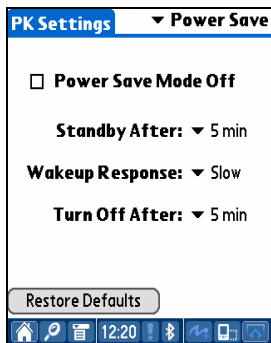 PK Settings ▼ Power Save
Power Save Mode Off
Standby After: ▼ 5 min
Wakeup Response: ▼ Slow
Turn Off After: ▼ 5 min
Restore Defaults
12:20